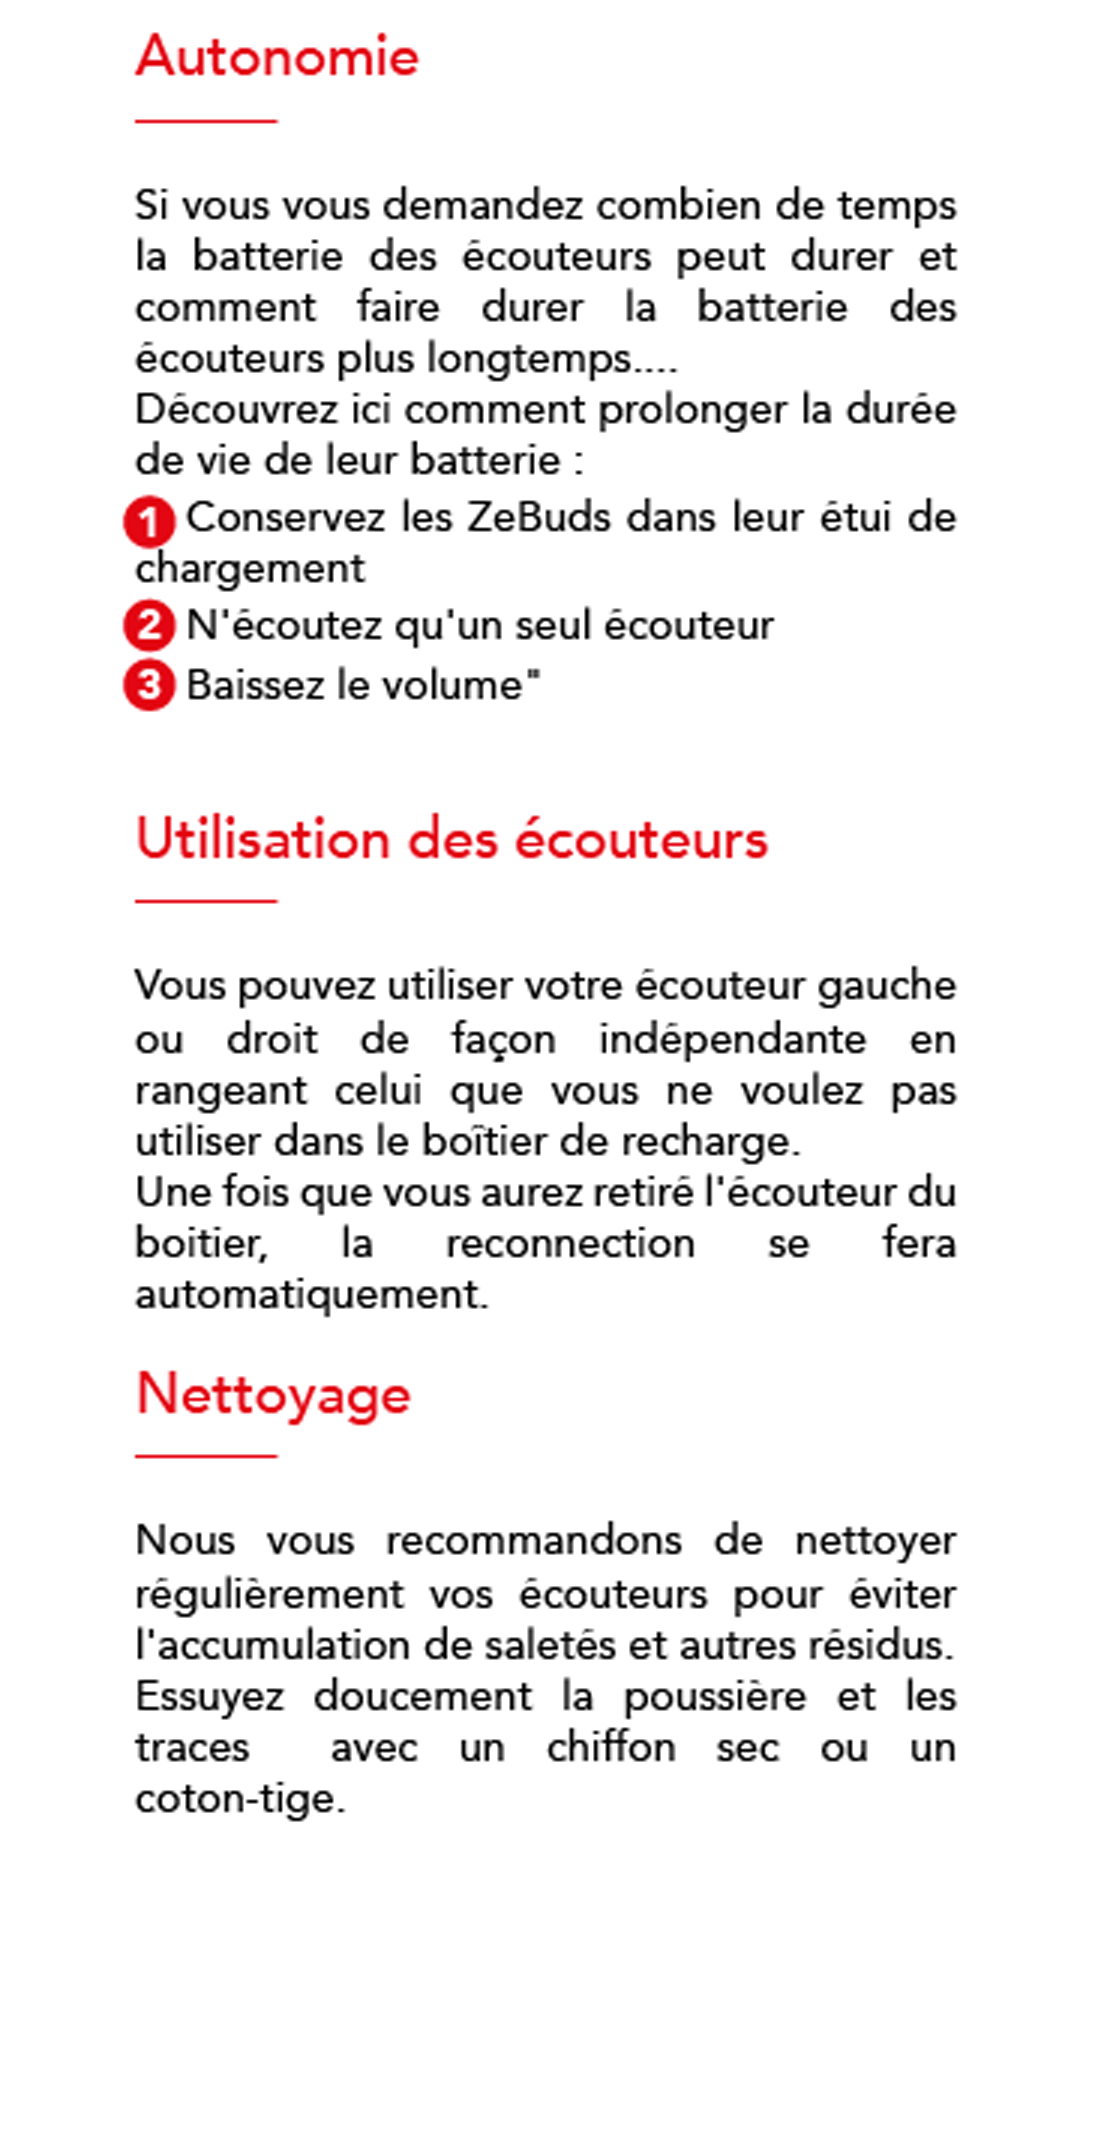 Autonomie
Si vous vous demandez combien de temps
la batterie des écouteurs peut durer et
comment faire durer la batterie des
écouteurs plus longtemps....
Découvrez ici comment prolonger la durée
de vie de leur batterie :
1 Conservez les ZeBuds dans leur étui de
chargement
2 N'écoutez qu'un seul écouteur
3 Baissez le volume"
Utilisation des écouteurs
Vous pouvez utiliser votre écouteur gauche
ou droit de façon indépendante en
rangeant celui que vous ne voulez pas
utiliser dans le boîtier de recharge.
Une fois que vous aurez retiré l'écouteur du
boitier, la reconnection se fera
automatiquement.
Nettoyage
Nous vous recommandons de nettoyer
régulièrement vos écouteurs pour éviter
l'accumulation de saletés et autres résidus.
Essuyez doucement la poussière et les
traces avec un chiffon sec ou un
coton-tige.